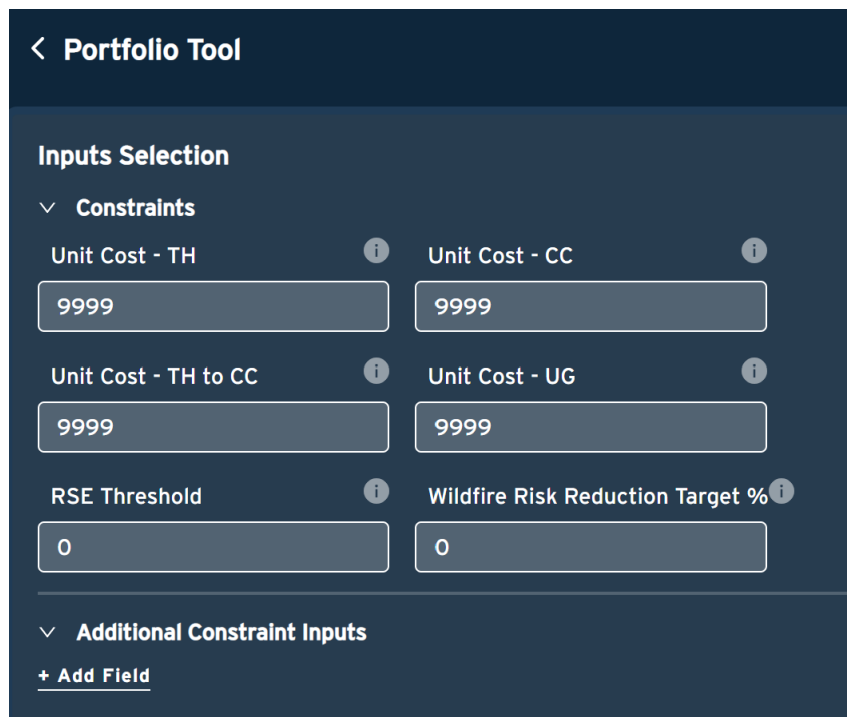 Portfolio Tool
Inputs Selection
Constraints
Unit Cost - TH
Unit Cost - CC
9999
9999
Unit Cost - TH to CC
Unit Cost - UG
9999
9999
RSE Threshold
Wildfire Risk Reduction Target %
0
0
Additional Constraint Inputs
+ Add Field